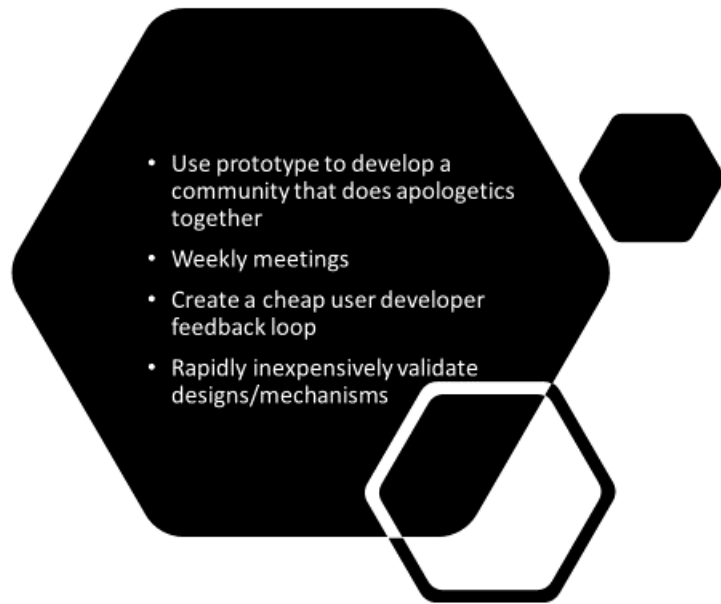 • Use prototype to develop a
community that does apologetics
together
• Weekly meetings
• Create a cheap user developer
feedback loop
• Rapidly inexpensively validate
designs/mechanisms